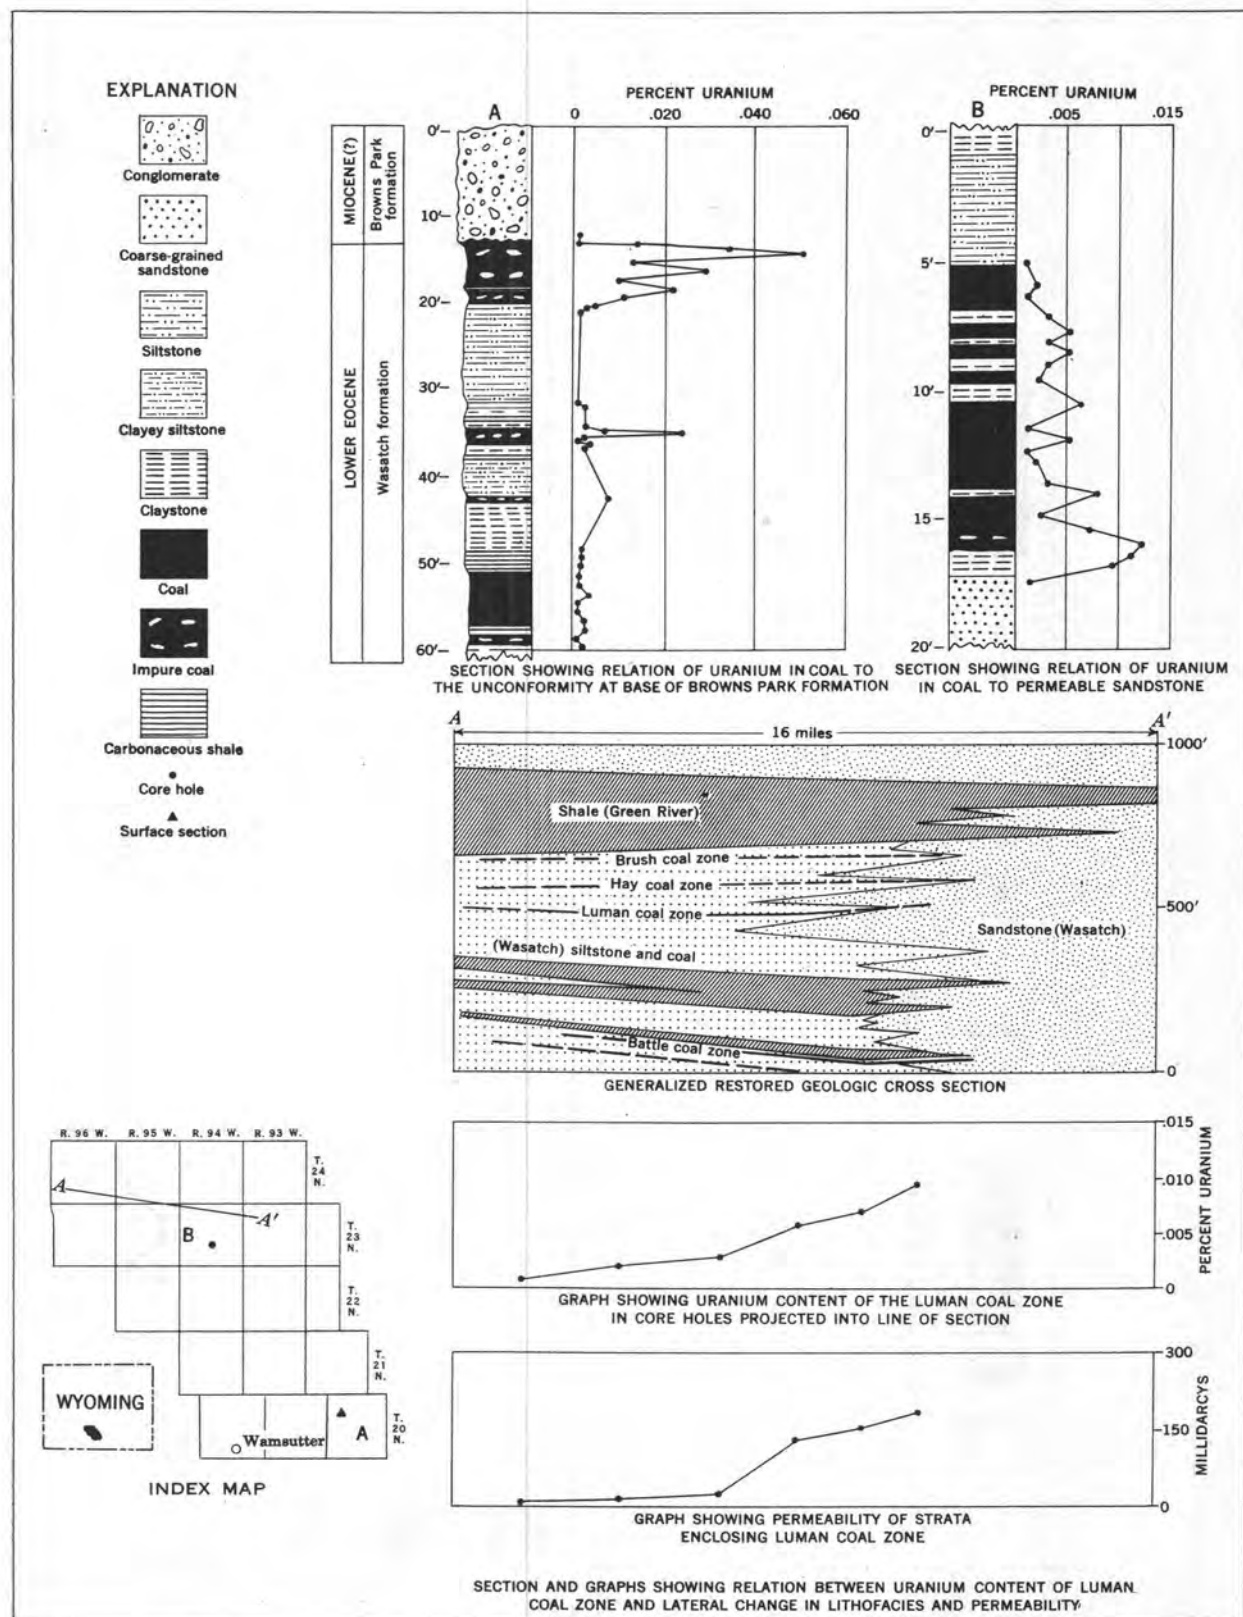 EXPLANATION
Conglomerate
Coarse-grained
sandstone
Siltstone
Clayey siltstone
Claystone
Coal
Impure coal
Carbonaceous shale
Core hole
Surface section
PERCENT URANIUM
A
0 .020 .040 .060
MIOCENE(?)
Browns Park
formation
LOWER EOCENE
Wasatch formation
0'
10'
20'
30'
40'
50'
60'
SECTION SHOWING RELATION OF URANIUM IN COAL TO
THE UNCONFORMITY AT BASE OF BROWNS PARK FORMATION
PERCENT URANIUM
B
.005 .015
0'
5'
10'
15
20'
SECTION SHOWING RELATION OF URANIUM
IN COAL TO PERMEABLE SANDSTONE
A A'
16 miles
1000'
Shale (Green River)
Brush coal zone
Hay coal zone
Luman coal zone
500'
Sandstone (Wasatch)
(Wasatch) siltstone and coal
Battle coal zone
0
GENERALIZED RESTORED GEOLOGIC CROSS SECTION
.015
.010
.005
0
PERCENT URANIUM
GRAPH SHOWING URANIUM CONTENT OF THE LUMAN COAL ZONE
IN CORE HOLES PROJECTED INTO LINE OF SECTION
300
150
0
MILLIDARCYS
GRAPH SHOWING PERMEABILITY OF STRATA
ENCLOSING LUMAN COAL ZONE
R. 96 W. R. 95 W. R. 94 W. R. 93 W.
T.
24
N.
A
A'
B
T.
23
N.
T.
22
N.
T.
21
N.
WYOMING
Wamsutter
A
T.
20
N.
INDEX MAP
SECTION AND GRAPHS SHOWING RELATION BETWEEN URANIUM CONTENT OF LUMAN
COAL ZONE AND LATERAL CHANGE IN LITHOFACIES AND PERMEABILITY